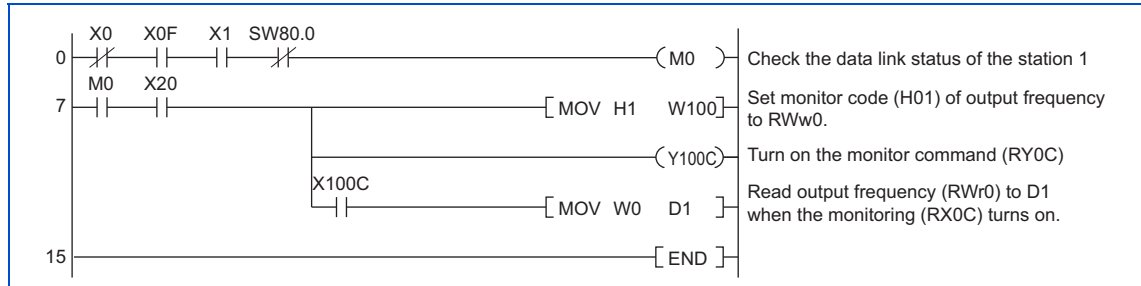 X0 X0F X1 SW80.0
0 M0 Check the data link status of the station 1
M0 X20
7 MOV H1 W100 Set monitor code (H01) of output frequency
to RWw0.
Y100C Turn on the monitor command (RY0C)
X100C
MOV W0 D1 Read output frequency (RWr0) to D1
when the monitoring (RX0C) turns on.
15 END